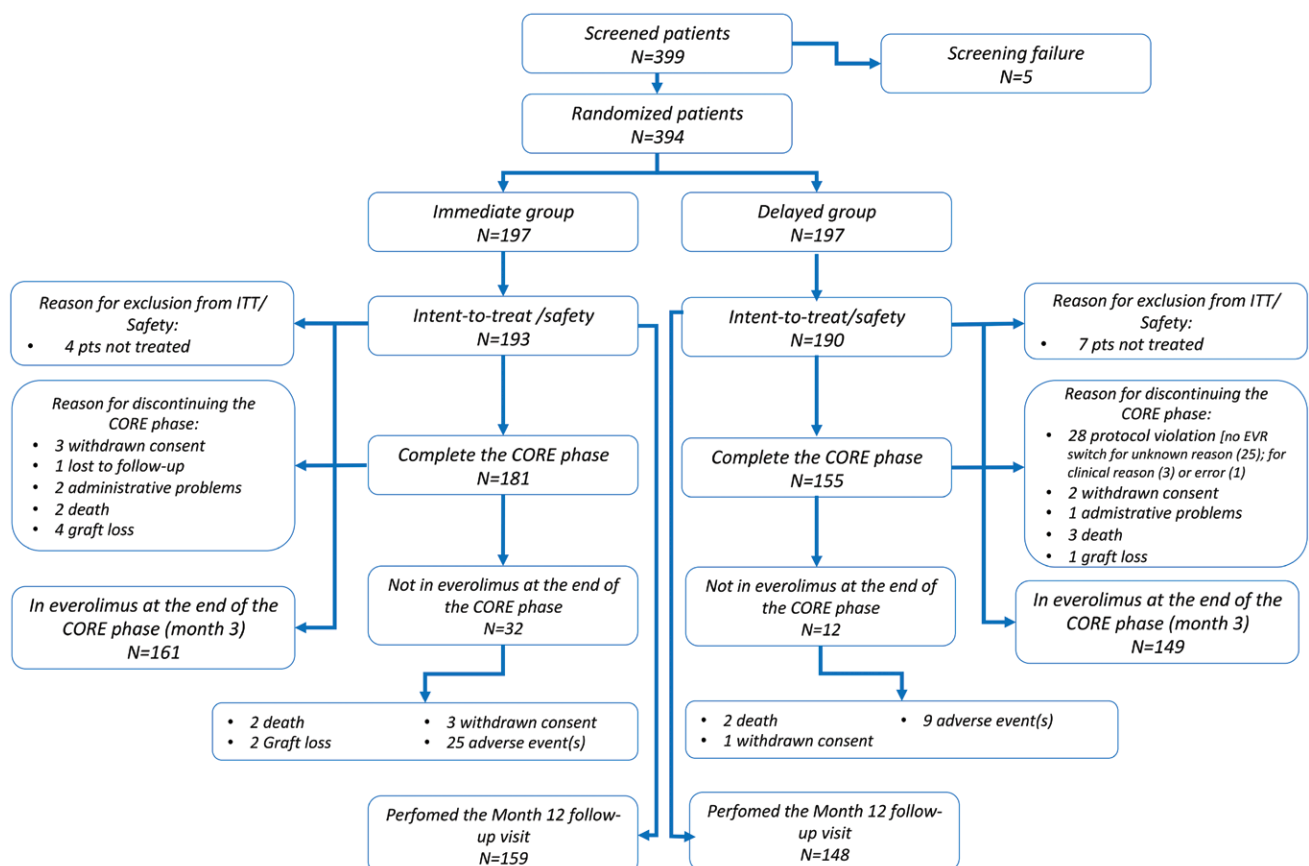 Screened patients
N=399
Screening failure
N=5
Randomized patients
N=394
Immediate group
N=197
Delayed group
N=197
Reason for exclusion from ITT/
Safety:
• 4 pts not treated
Intent-to-treat /safety
N=193
Intent-to-treat/safety
N=190
Reason for exclusion from ITT/
Safety:
• 7 pts not treated
Reason for discontinuing the
CORE phase:
• 3 withdrawn consent
• 1 lost to follow-up
• 2 administrative problems
• 2 death
• 4 graft loss
Complete the CORE phase
N=181
Complete the CORE phase
N=155
Reason for discontinuing the
CORE phase:
• 28 protocol violation [no EVR
switch for unknown reason (25); for
clinical reason (3) or error (1)
• 2 withdrawn consent
• 1 admistrative problems
• 3 death
• 1 graft loss
In everolimus at the end of the
CORE phase (month 3)
N=161
Not in everolimus at the end of
the CORE phase
N=32
Not in everolimus at the end of
the CORE phase
N=12
In everolimus at the end of the
CORE phase (month 3)
N=149
• 2 death
• 2 Graft loss
• 3 withdrawn consent
• 25 adverse event(s)
• 2 death
• 1 withdrawn consent
• 9 adverse event(s)
Perfomed the Month 12 follow-
up visit
N=159
Perfomed the Month 12 follow-
up visit
N=148